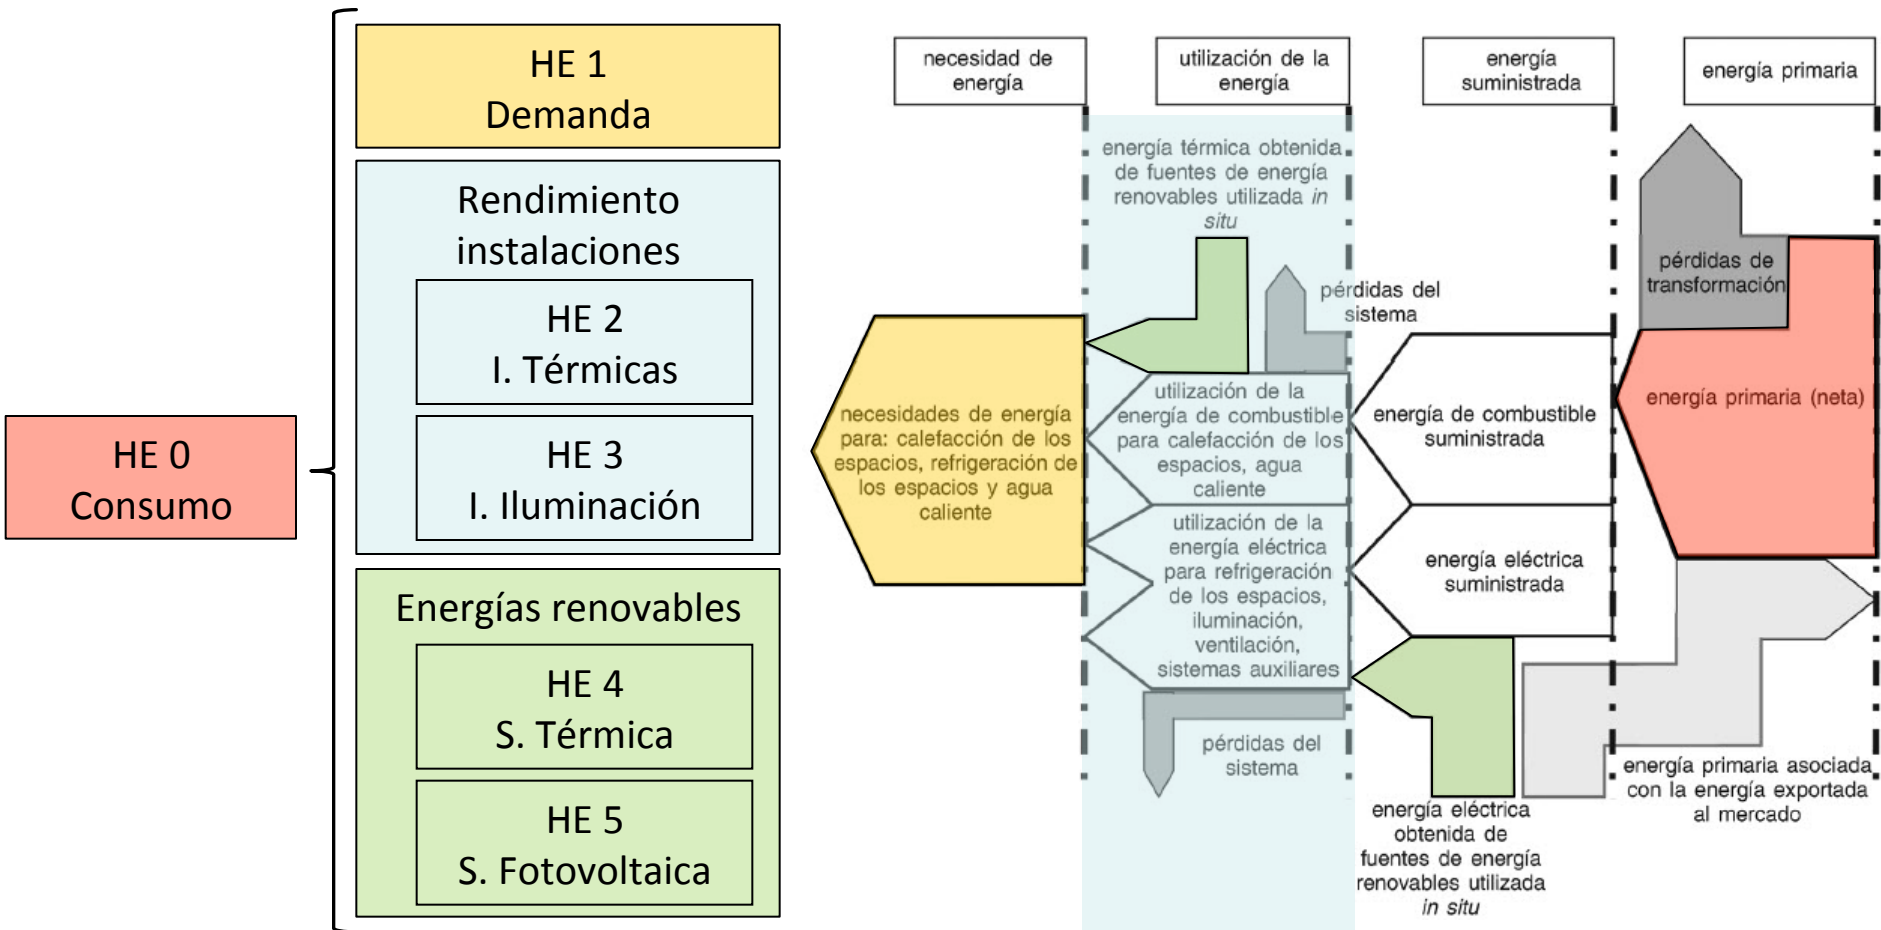 HE 0
Consumo
HE 1
Demanda
Rendimiento
instalaciones
HE 2
I. Térmicas
HE 3
I. Iluminación
Energías renovables
HE 4
S. Térmica
HE 5
S. Fotovoltaica
necesidad de
energía
utilización de la
energía
energía
suministrada
energía primaria
energía térmica obtenida
de fuentes de energía
renovables utilizada in
situ
pérdidas del
sistema
pérdidas de
transformación
necesidades de energía
para: calefacción de los
espacios, refrigeración de
los espacios y agua
caliente
utilización de la
energía de combustible
para calefacción de los
espacios, agua
caliente
energía de combustible
suministrada
energía primaria (neta)
utilización de la
energía eléctrica
para refrigeración
de los espacios,
iluminación,
ventilación,
sistemas auxiliares
energía eléctrica
suministrada
pérdidas del
sistema
energía eléctrica
obtenida de
fuentes de energía
renovables utilizada
in situ
energía primaria asociada
con la energía exportada
al mercado